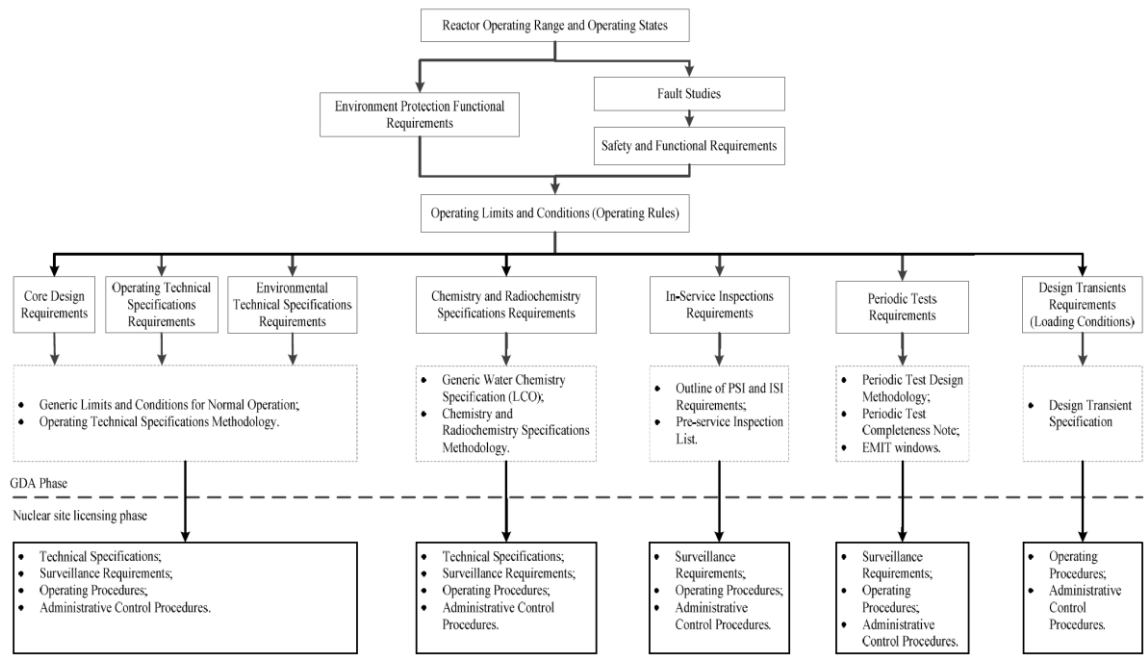 Reactor Operating Range and Operating States
Environment Protection Functional
Requirements
Fault Studies
Safety and Functional Requirements
Operating Limits and Conditions (Operating Rules)
Core Design
Requirements
Operating Technical
Specifications
Requirements
Environmental
Technical Specifications
Requirements
Chemistry and Radiochemistry
Specifications Requirements
In-Service Inspections
Requirements
Periodic Tests
Requirements
Design Transients
Requirements
(Loading Conditions)
• Generic Limits and Conditions for Normal Operation;
• Operating Technical Specifications Methodology.
• Generic Water Chemistry
Specification (LCO);
• Chemistry and
Radiochemistry Specifications
Methodology.
• Outline of PSI and ISI
Requirements;
• Pre-service Inspection
List.
• Periodic Test Design
Methodology;
• Periodic Test
Completeness Note;
• EMIT windows.
• Design Transient
Specification
GDA Phase
Nuclear site licensing phase
• Technical Specifications;
• Surveillance Requirements;
• Operating Procedures;
• Administrative Control Procedures.
• Technical Specifications;
• Surveillance Requirements;
• Operating Procedures;
• Administrative Control
Procedures.
• Surveillance
Requirements;
• Operating Procedures;
• Administrative
Control Procedures.
• Surveillance
Requirements;
• Operating
Procedures;
• Administrative
Control Procedures.
• Operating
Procedures;
• Administrative
Control
Procedures.